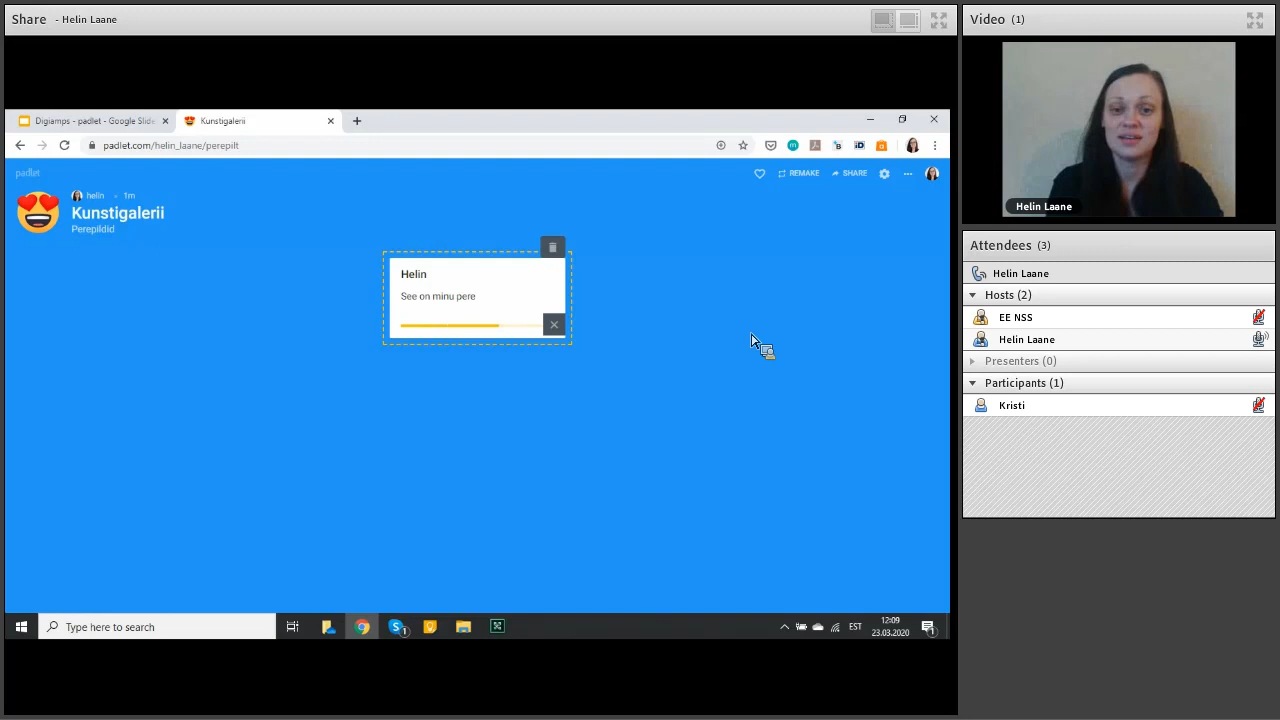 Share - Helin Laane
Digiamps - padlet - Google Slide
Kunstigalerii
padlet.com/helin_laane/perepilt
padlet
REMAKE
SHARE
helin 1m
Kunstigalerii
Perepildid
Helin
See on minu pere
Type here to search
EST
12:09
23.03.2020
Video (1)
Helin Laane
Attendees (3)
Helin Laane
Hosts (2)
EE NSS
Helin Laane
Presenters (0)
Participants (1)
Kristi